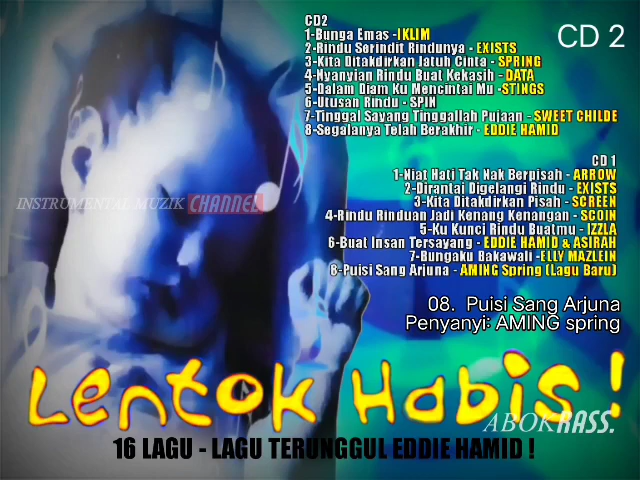 CD2
1-Bunga Emas -IKLIM
2-Rindu Serindit Rindunya - EXISTS
3-Kita Ditakdirkan Jatuh Cinta - SPRING
4-Nyanyian Rindu Buat Kekasih - DATA
5-Dalam Diam Ku Mencintai Mu -STINGS
6-Utusan Rindu - SPIN
7-Tinggal Sayang Tinggallah Pujaan - SWEET CHILDE
8-Segalanya Telah Berakhir - EDDIE HAMID
CD 2
CD 1
1-Niat Hati Tak Nak Berpisah - ARROW
2-Dirantai Digelangi Rindu - EXISTS
3-Kita Ditakdirkan Pisah - SCREEN
4-Rindu Rinduan Jadi Kenang Kenangan - SCOIN
5-Ku Kunci Rindu Buatmu - IZZLA
6-Buat Insan Tersayang - EDDIE HAMID & ASIRAH
7-Bungaku Bakawali -ELLY MAZLEIN
8-Puisi Sang Arjuna - AMING Spring (Lagu Baru)
INSTRUMENTAL MUZIK CHANNEL
08. Puisi Sang Arjuna
Penyanyi: AMING spring
Lentok Habis !
ABOKRASS.
16 LAGU - LAGU TERUNGGUL EDDIE HAMID !